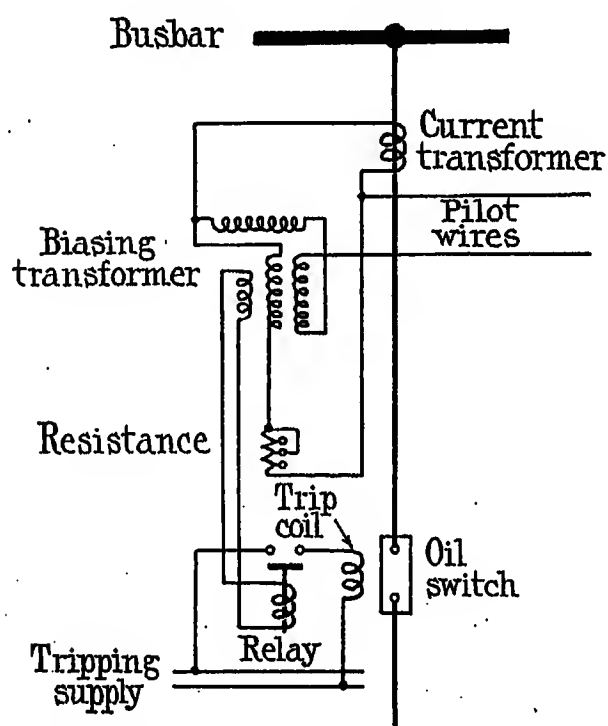 Busbar
Current
transformer
Pilot
wires
Biasing
transformer
Resistance
Trip
coil
Oil
switch
Relay
Tripping
supply